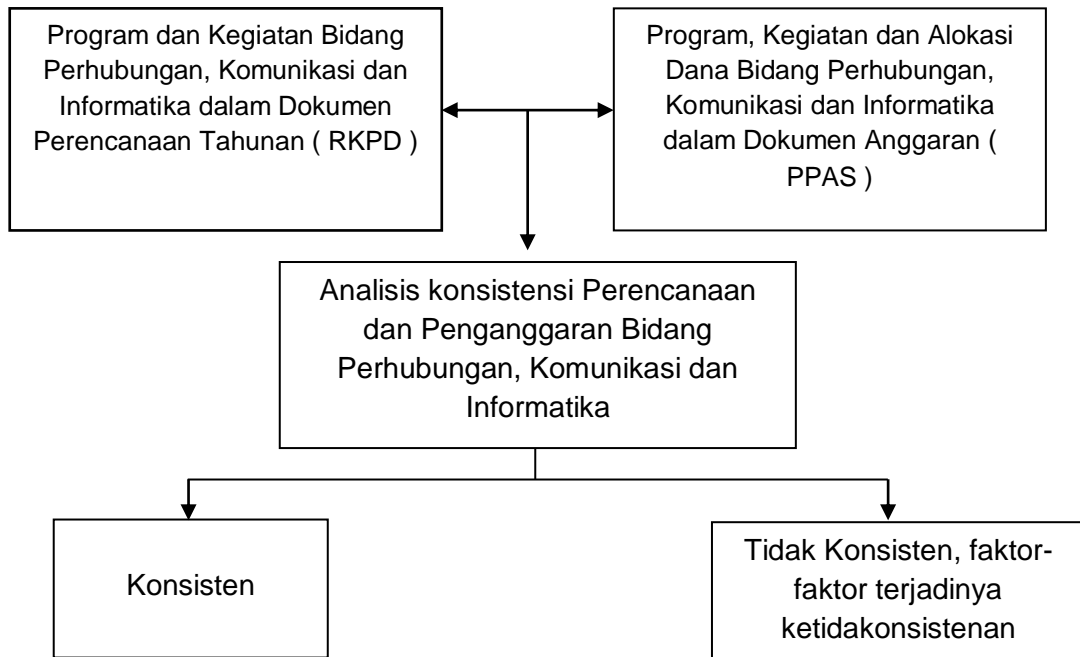 Program dan Kegiatan Bidang
Perhubungan, Komunikasi dan
Informatika dalam Dokumen
Perencanaan Tahunan ( RKPD )
Program, Kegiatan dan Alokasi
Dana Bidang Perhubungan,
Komunikasi dan Informatika
dalam Dokumen Anggaran (
PPAS )
Analisis konsistensi Perencanaan
dan Penganggaran Bidang
Perhubungan, Komunikasi dan
Informatika
Konsisten
Tidak Konsisten, faktor-
faktor terjadinya
ketidakonsistenan